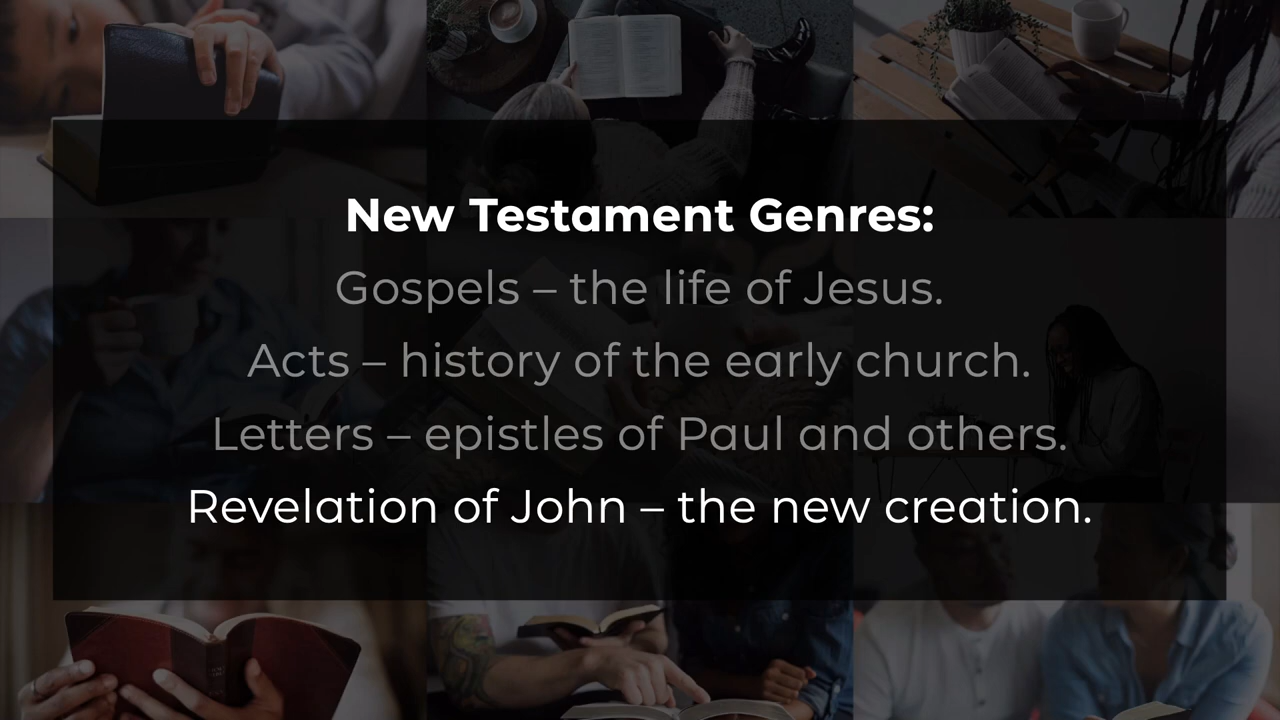 New Testament Genres:
Gospels – the life of Jesus.
Acts – history of the early church.
Letters – epistles of Paul and others.
Revelation of John – the new creation.